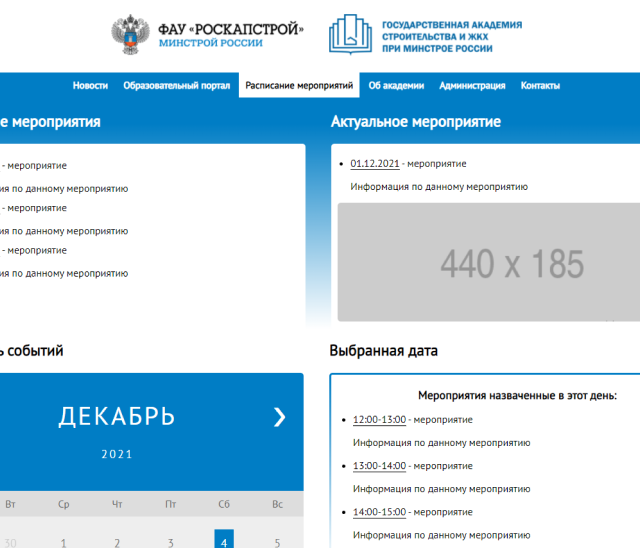 ФАУ «РОСКАПСТРОЙ»
МИНСТРОЙ РОССИИ
ГОСУДАРСТВЕННАЯ АКАДЕМИЯ
СТРОИТЕЛЬСТВА И ЖКХ
ПРИ МИНСТРОЕ РОССИИ
Новости Образовательный портал Расписание мероприятий Об академии Администрация Контакты
е мероприятия
- мероприятие
ия по данному мероприятию
- мероприятие
ия по данному мероприятию
- мероприятие
ия по данному мероприятию
Актуальное мероприятие
01.12.2021 - мероприятие
Информация по данному мероприятию
440 x 185
ь событий
ДЕКАБРЬ
2021
Вт Ср Чт Пт Сб Вс
30 1 2 3 4 5
Выбранная дата
Мероприятия назваченные в этот день:
12:00-13:00 - мероприятие
Информация по данному мероприятию
13:00-14:00 - мероприятие
Информация по данному мероприятию
14:00-15:00 - мероприятие
Информация по данному мероприятию